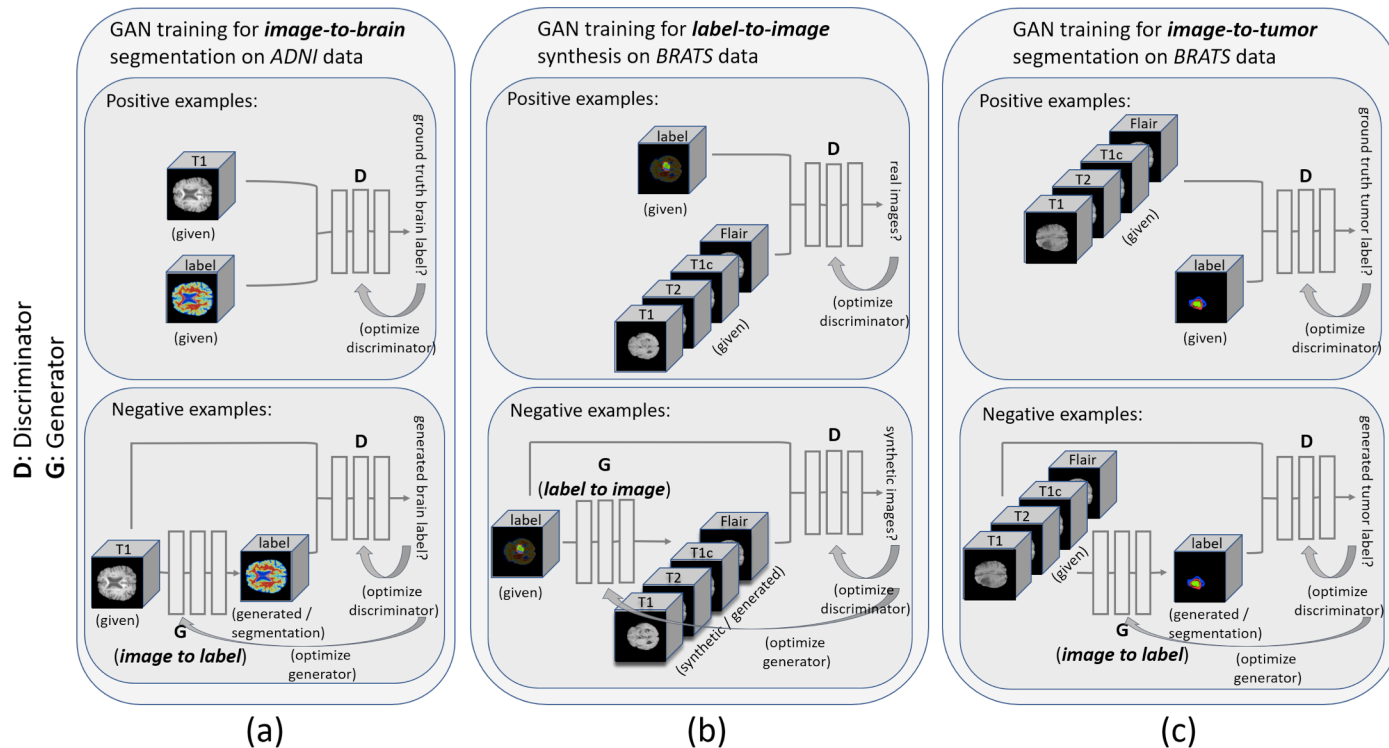 D: Discriminator
G: Generator
GAN training for image-to-brain
segmentation on ADNI data
Positive examples:
T1
(given)
label
(given)
D
ground truth brain label?
(optimize
discriminator)
Negative examples:
T1
(given)
G
(image to label)
label
(generated /
segmentation)
D
generated brain label?
(optimize
discriminator)
(optimize
generator)
(a)
GAN training for label-to-image
synthesis on BRATS data
Positive examples:
label
(given)
Flair
T1c
T2
T1
(given)
D
real images?
(optimize
discriminator)
Negative examples:
label
(given)
G
(label to image)
Flair
T1c
T2
T1
(synthetic / generated)
D
synthetic images?
(optimize
discriminator)
(optimize
generator)
(b)
GAN training for image-to-tumor
segmentation on BRATS data
Positive examples:
Flair
T1c
T2
T1
(given)
label
(given)
D
ground truth tumor label?
(optimize
discriminator)
Negative examples:
Flair
T1c
T2
T1
(given)
G
(image to label)
label
(generated /
segmentation)
D
generated tumor label?
(optimize
discriminator)
(optimize
generator)
(c)